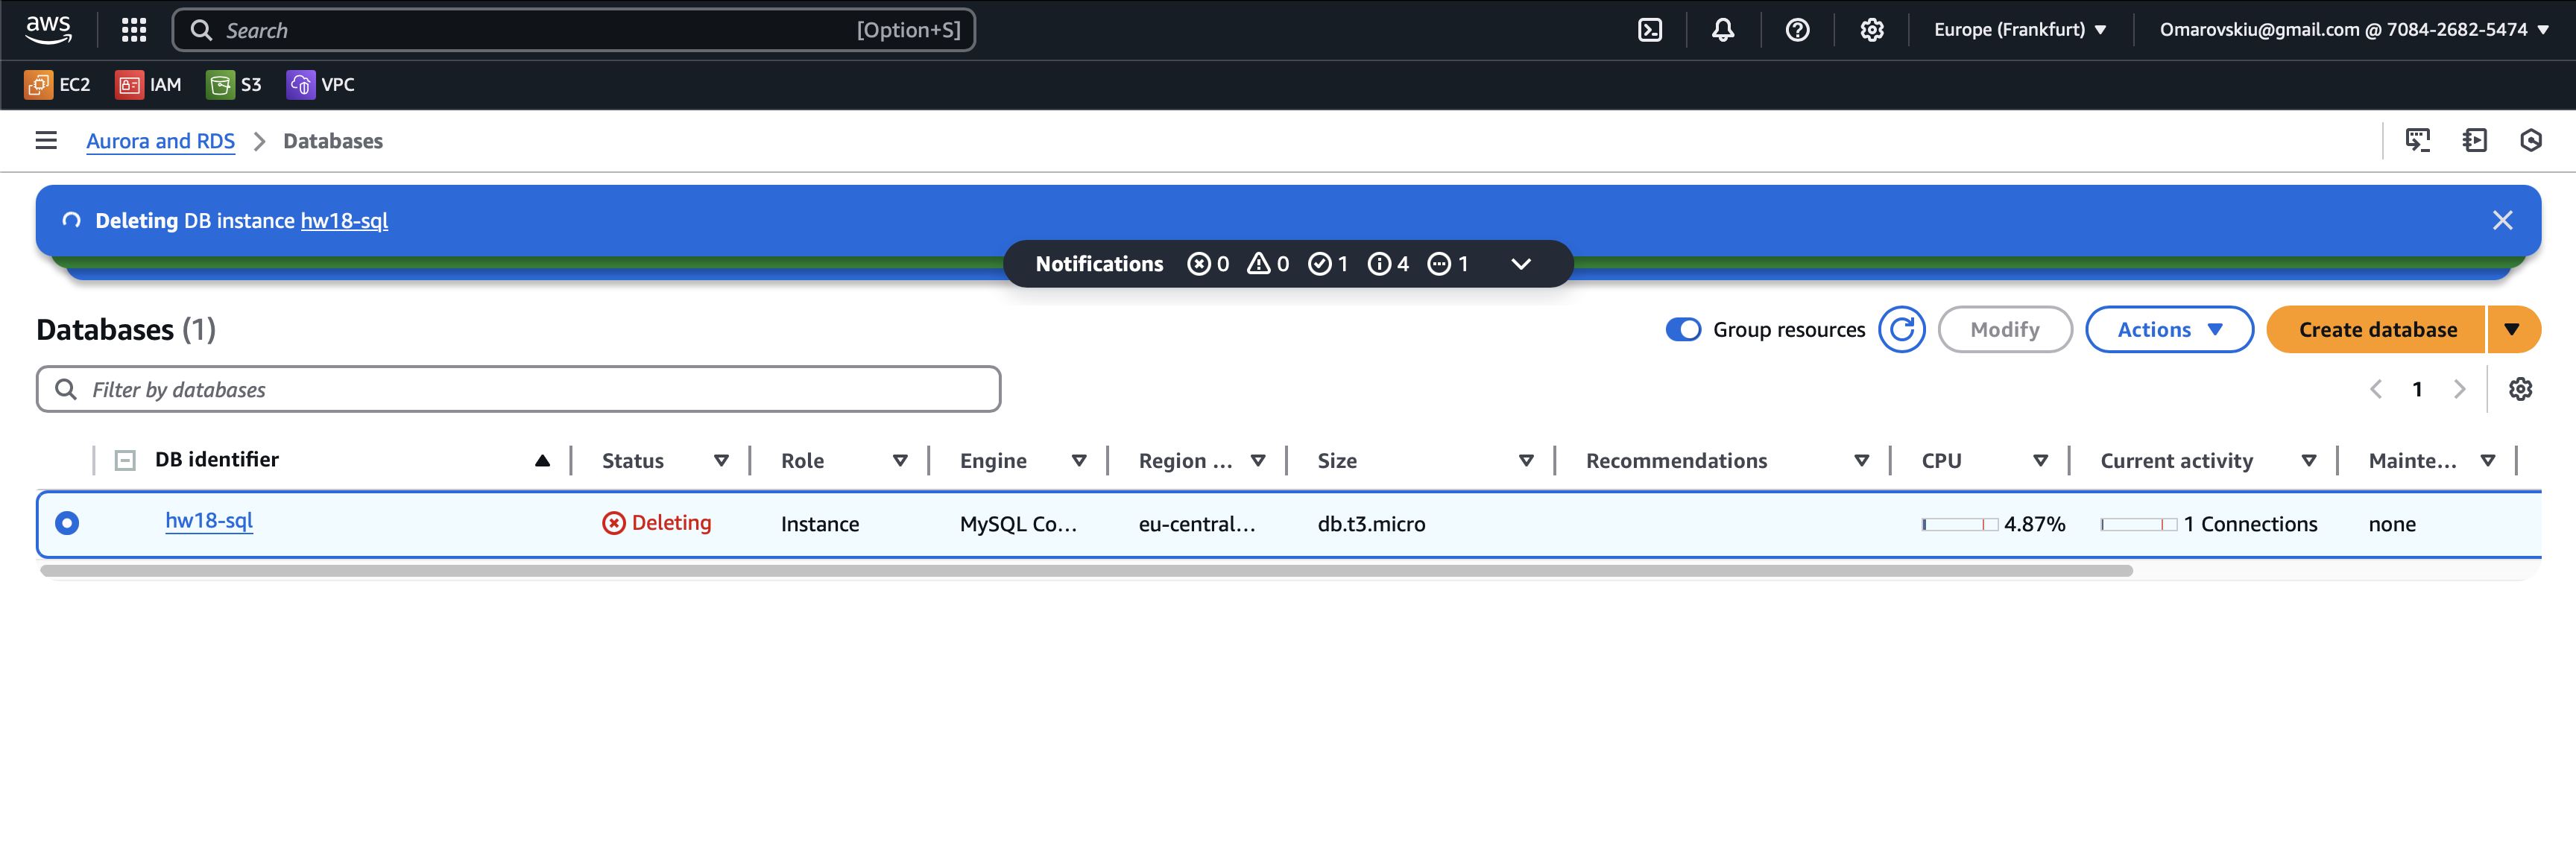 aws Search [Option+S] Europe (Frankfurt) Omarovskiu@gmail.com @ 7084-2682-5474
EC2 IAM S3 VPC
Aurora and RDS Databases
Deleting DB instance hw18-sql
Notifications 0 0 1 4 1
Databases (1) Group resources Modify Actions Create database
Filter by databases 1
DB identifier Status Role Engine Region ... Size Recommendations CPU Current activity Mainte...
hw18-sql Deleting Instance MySQL Co... eu-central... db.t3.micro 4.87% 1 Connections none